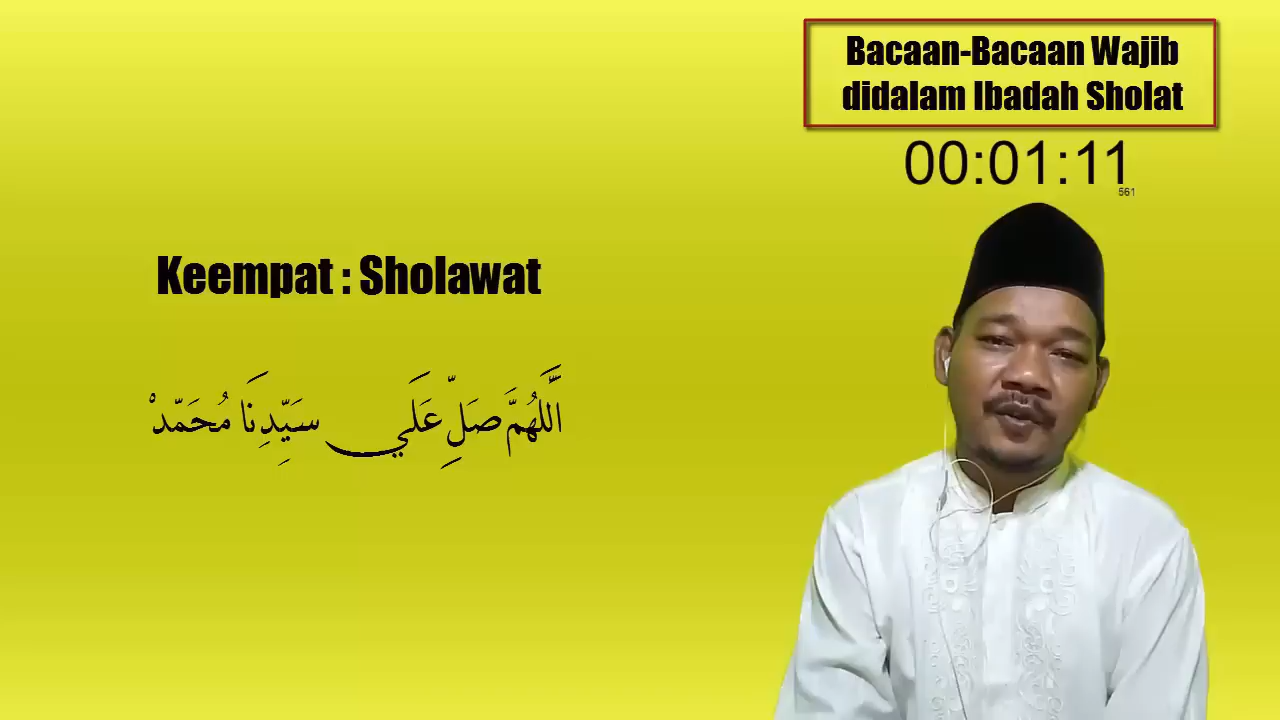 Bacaan-Bacaan Wajib
didalam Ibadah Sholat
00:01:11
561
Keempat : Sholawat
اَللّٰهُمَّ صَلِّ عَلَي سَيِّدِنَا مُحَمّدْ